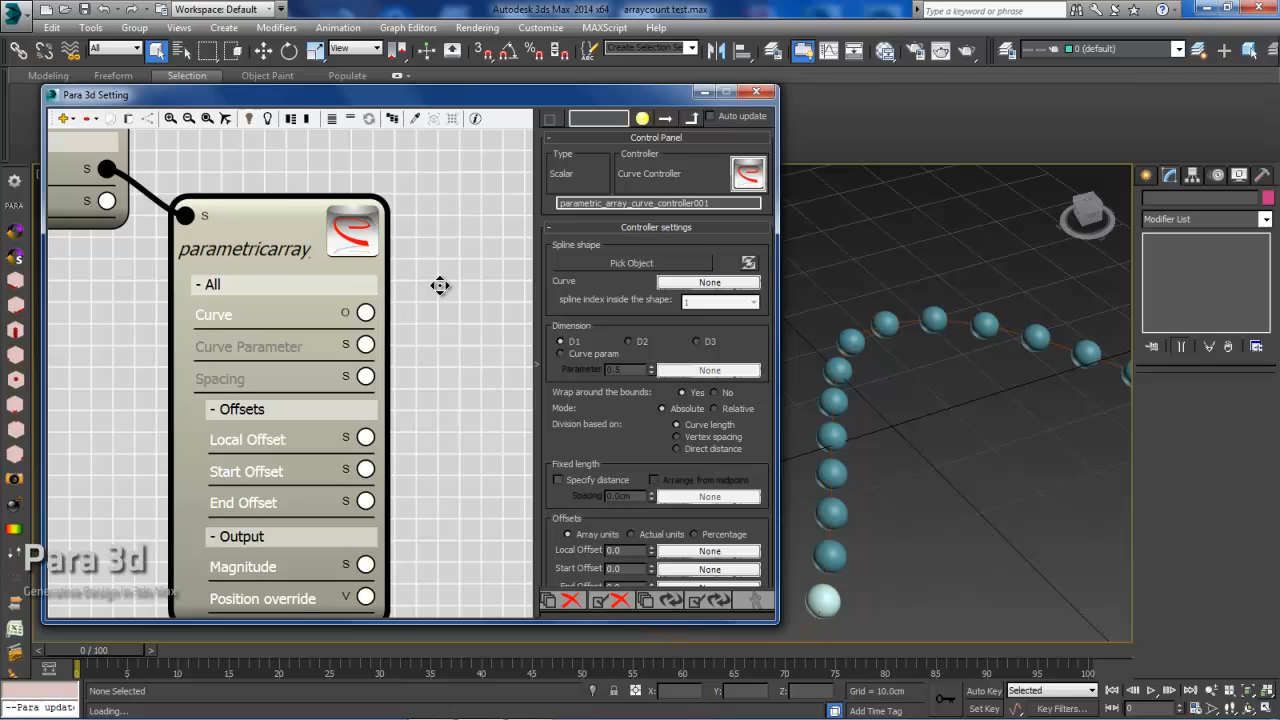 Workspace: Default
Autodesk 3ds Max 2014 x64
arraycount test.max
Type a keyword or phrase
Edit Tools Group Views Create Modifiers Animation Graph Editors Rendering Customize MAXScript Help
All
View
Create Selection Se
0 (default)
Modeling Freeform Selection Object Paint Populate
Para 3d Setting
Auto update
Control Panel
Type
Controller
Scalar
Curve Controller
parametric_array_curve_controller001
Controller settings
Spline shape
Pick Object
Curve None
spline index inside the shape: 1
Dimension
D1 D2 D3
Curve param
Parameter 0.5 None
Wrap around the bounds: Yes No
Mode: Absolute Relative
Division based on: Curve length
Vertex spacing
Direct distance
Fixed length
Specify distance Arrange from midpoint
Spacing 0.0cm None
Offsets
Array units Actual units Percentage
Local Offset 0.0 None
Start Offset 0.0 None
PARA
S
S
S
parametricarray
- All
Curve O
Curve Parameter S
Spacing S
- Offsets
Local Offset S
Start Offset S
End Offset S
- Output
Magnitude S
Position override V
Para 3d
Modifier List
0 / 100
0 5 10 15 20 25 30 35 40 45 50 55 60 65 70 75 80 85 90 95 100
None Selected
X: Y: Z:
Grid = 10.0cm
Auto Key
Selected
--Para update
Loading...
Add Time Tag
Set Key
Key Filters...
0